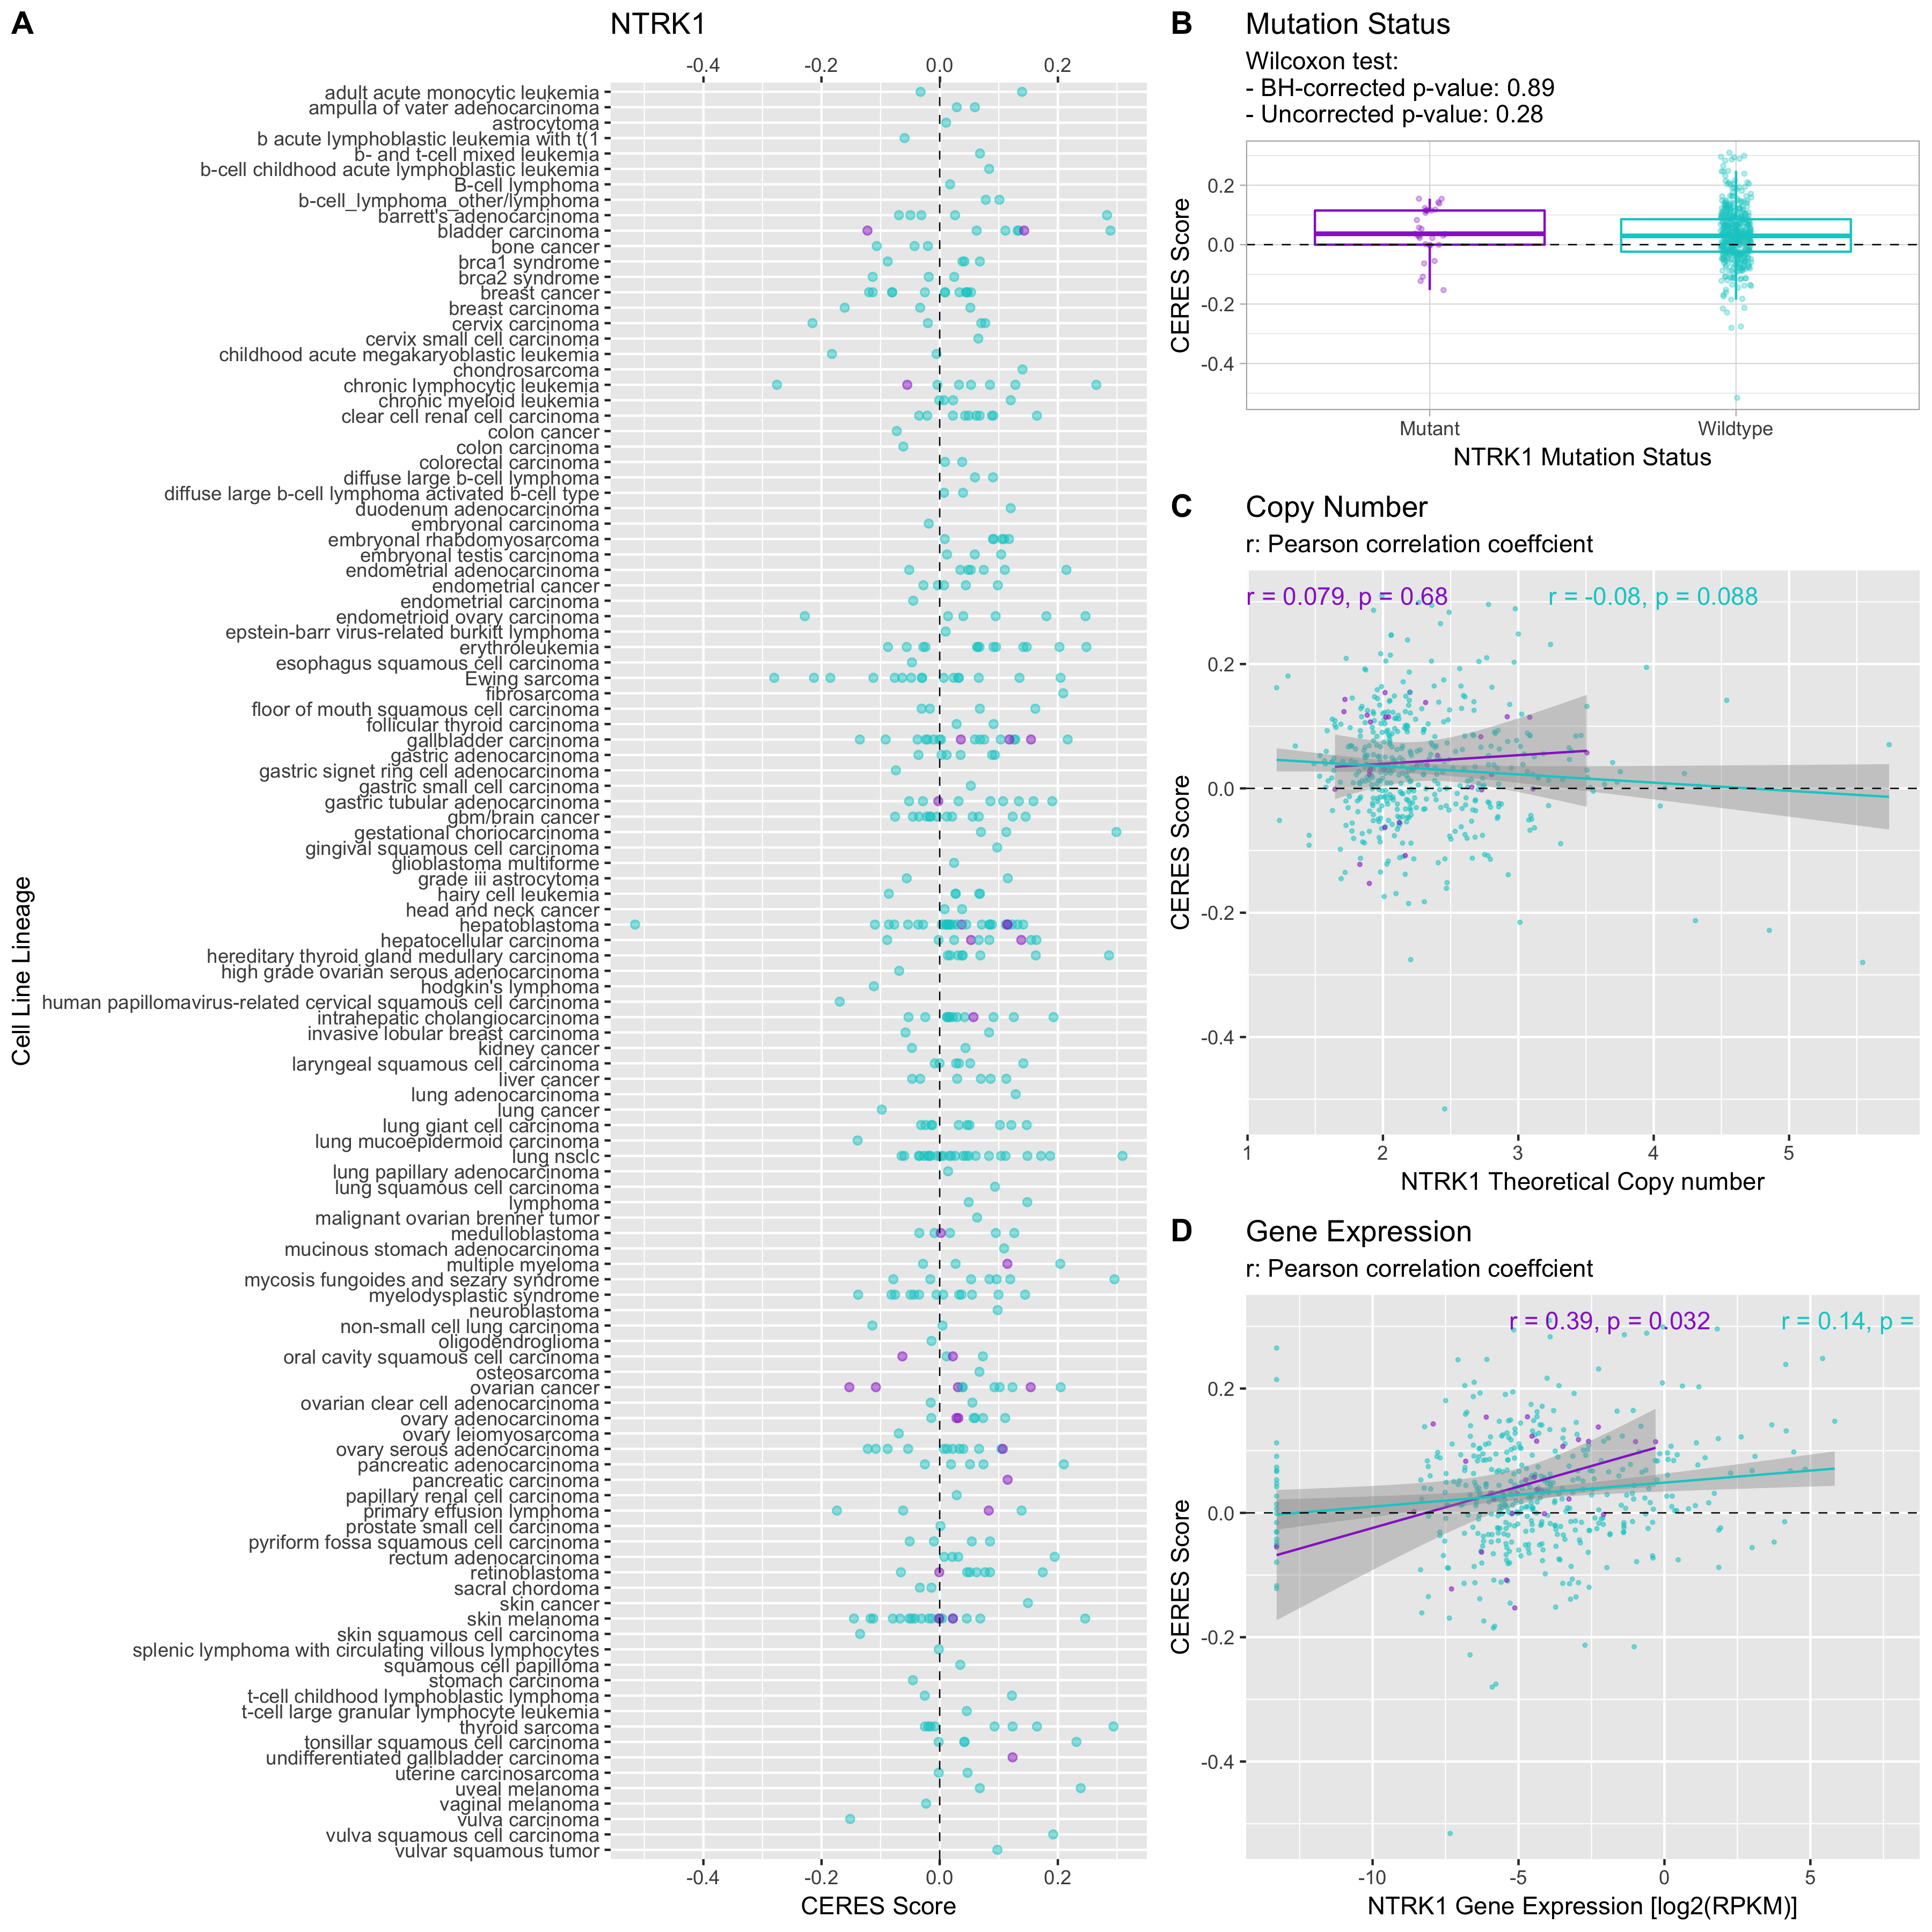 A
NTRK1
-0.4 -0.2 0.0 0.2
Cell Line Lineage
adult acute monocytic leukemia
ampulla of vater adenocarcinoma
astrocytoma
b acute lymphoblastic leukemia with t(1
b- and t-cell mixed leukemia
b-cell childhood acute lymphoblastic leukemia
B-cell lymphoma
b-cell_lymphoma_other/lymphoma
barrett's adenocarcinoma
bladder carcinoma
bone cancer
brca1 syndrome
brca2 syndrome
breast cancer
breast carcinoma
cervix carcinoma
cervix small cell carcinoma
childhood acute megakaryoblastic leukemia
chondrosarcoma
chronic lymphocytic leukemia
chronic myeloid leukemia
clear cell renal cell carcinoma
colon cancer
colon carcinoma
colorectal carcinoma
diffuse large b-cell lymphoma
diffuse large b-cell lymphoma activated b-cell type
duodenum adenocarcinoma
embryonal carcinoma
embryonal rhabdomyosarcoma
embryonal testis carcinoma
endometrial adenocarcinoma
endometrial cancer
endometrial carcinoma
endometrioid ovary carcinoma
epstein-barr virus-related burkitt lymphoma
erythroleukemia
esophagus squamous cell carcinoma
Ewing sarcoma
fibrosarcoma
floor of mouth squamous cell carcinoma
follicular thyroid carcinoma
gallbladder carcinoma
gastric adenocarcinoma
gastric signet ring cell adenocarcinoma
gastric small cell carcinoma
gastric tubular adenocarcinoma
gbm/brain cancer
gestational choriocarcinoma
gingival squamous cell carcinoma
glioblastoma multiforme
grade iii astrocytoma
hairy cell leukemia
head and neck cancer
hepatoblastoma
hepatocellular carcinoma
hereditary thyroid gland medullary carcinoma
high grade ovarian serous adenocarcinoma
hodgkin's lymphoma
human papillomavirus-related cervical squamous cell carcinoma
intrahepatic cholangiocarcinoma
invasive lobular breast carcinoma
kidney cancer
laryngeal squamous cell carcinoma
liver cancer
lung adenocarcinoma
lung cancer
lung giant cell carcinoma
lung mucoepidermoid carcinoma
lung nsclc
lung papillary adenocarcinoma
lung squamous cell carcinoma
lymphoma
malignant ovarian brenner tumor
medulloblastoma
mucinous stomach adenocarcinoma
multiple myeloma
mycosis fungoides and sezary syndrome
myelodysplastic syndrome
neuroblastoma
non-small cell lung carcinoma
oligodendroglioma
oral cavity squamous cell carcinoma
osteosarcoma
ovarian cancer
ovarian clear cell adenocarcinoma
ovary adenocarcinoma
ovary leiomyosarcoma
ovary serous adenocarcinoma
pancreatic adenocarcinoma
pancreatic carcinoma
papillary renal cell carcinoma
primary effusion lymphoma
prostate small cell carcinoma
pyriform fossa squamous cell carcinoma
rectum adenocarcinoma
retinoblastoma
sacral chordoma
skin cancer
skin melanoma
skin squamous cell carcinoma
splenic lymphoma with circulating villous lymphocytes
squamous cell papilloma
stomach carcinoma
t-cell childhood lymphoblastic lymphoma
t-cell large granular lymphocyte leukemia
thyroid sarcoma
tonsillar squamous cell carcinoma
undifferentiated gallbladder carcinoma
uterine carcinosarcoma
uveal melanoma
vaginal melanoma
vulva carcinoma
vulva squamous cell carcinoma
vulvar squamous tumor
-0.4 -0.2 0.0 0.2
CERES Score
B
Mutation Status
Wilcoxon test:
- BH-corrected p-value: 0.89
- Uncorrected p-value: 0.28
CERES Score
0.2
0.0
-0.2
-0.4
Mutant Wildtype
NTRK1 Mutation Status
C
Copy Number
r: Pearson correlation coeffcient
r = 0.079, p = 0.68 r = -0.08, p = 0.088
CERES Score
0.2
0.0
-0.2
-0.4
1 2 3 4 5
NTRK1 Theoretical Copy number
D
Gene Expression
r: Pearson correlation coeffcient
r = 0.39, p = 0.032 r = 0.14, p =
CERES Score
0.2
0.0
-0.2
-0.4
-10 -5 0 5
NTRK1 Gene Expression [log2(RPKM)]